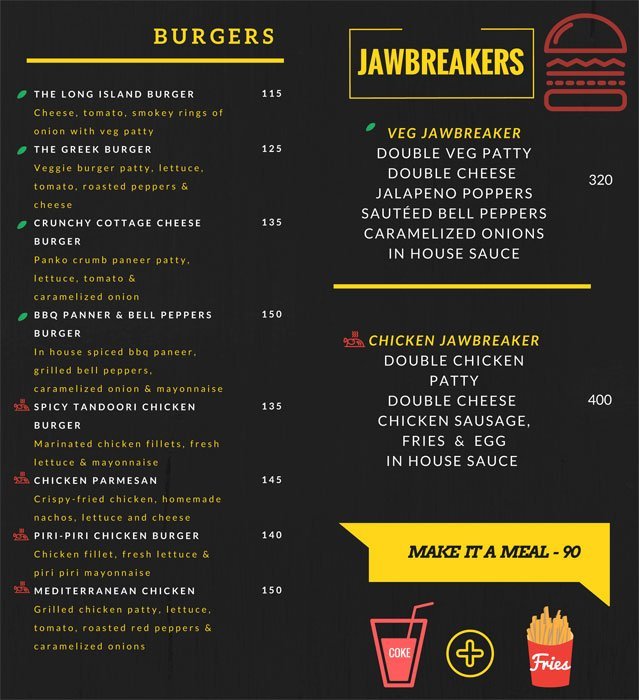 BURGERS
THE LONG ISLAND BURGER 115
Cheese, tomato, smokey rings of
onion with veg patty
THE GREEK BURGER 125
Veggie burger patty, lettuce,
tomato, roasted peppers &
cheese
CRUNCHY COTTAGE CHEESE 135
BURGER
Panko crumb paneer patty,
lettuce, tomato &
caramelized onion
BBQ PANNER & BELL PEPPERS 150
BURGER
In house spiced bbq paneer,
grilled bell peppers,
caramelized onion & mayonnaise
SPICY TANDOORI CHICKEN 135
BURGER
Marinated chicken fillets, fresh
lettuce & mayonnaise
CHICKEN PARMESAN 145
Crispy-fried chicken, homemade
nachos, lettuce and cheese
PIRI-PIRI CHICKEN BURGER 140
Chicken fillet, fresh lettuce &
piri piri mayonnaise
MEDITERRANEAN CHICKEN 150
Grilled chicken patty, lettuce,
tomato, roasted red peppers &
caramelized onions
JAWBREAKERS
VEG JAWBREAKER
DOUBLE VEG PATTY
DOUBLE CHEESE
320
JALAPENO POPPERS
SAUTÉED BELL PEPPERS
CARAMELIZED ONIONS
IN HOUSE SAUCE
CHICKEN JAWBREAKER
DOUBLE CHICKEN
PATTY
DOUBLE CHEESE 400
CHICKEN SAUSAGE,
FRIES & EGG
IN HOUSE SAUCE
MAKE IT A MEAL - 90
COKE
Fries